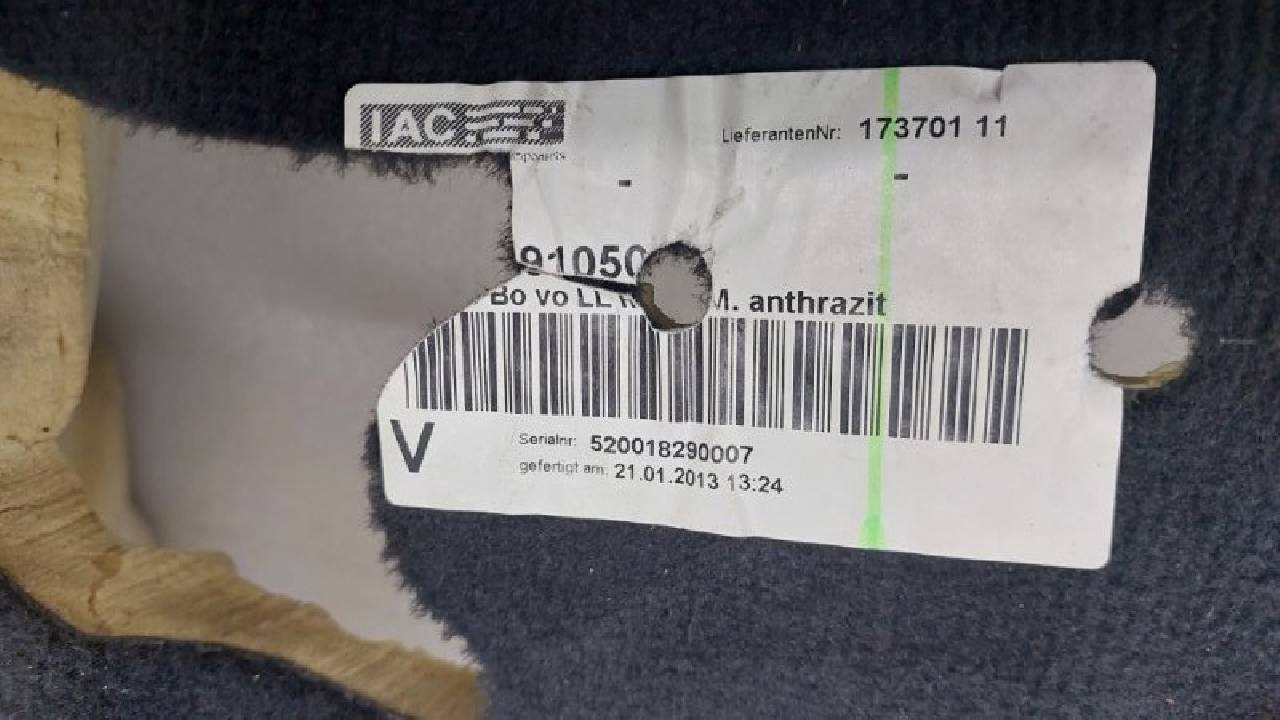 IAC
LieferantenNr: 173701 11
- -
91050
Bo vo LL M. anthrazit
V
Serialnr: 520018290007
gefertigt am: 21.01.2013 13:24